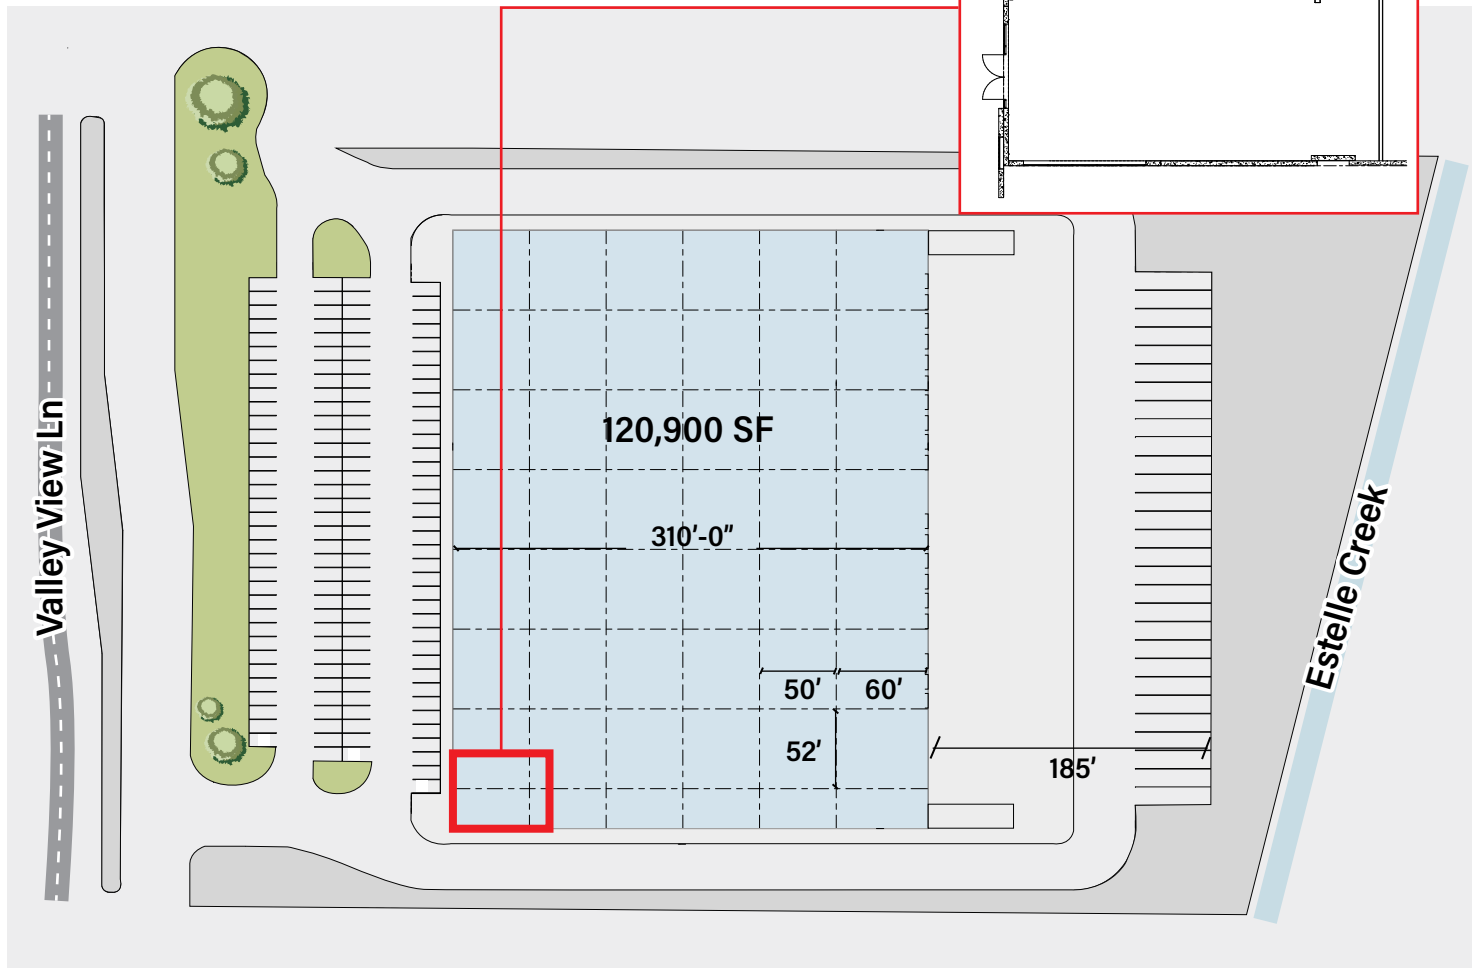 120,900 SF
310′-0″
50′
60′
52′
185′
Valley View Ln
Estelle Creek